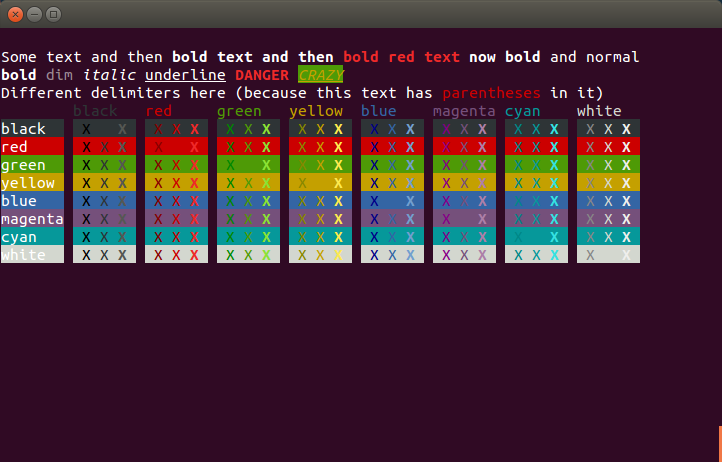 Some text and then bold text and then bold red text now bold and normal
bold dim italic underline DANGER CRAZY
Different delimiters here (because this text has parentheses in it)
black red green yellow blue magenta cyan white
black X X X X X X X X X X X X X X X X X X X X X X X
red X X X X X X X X X X X X X X X X X X X X X X X
green X X X X X X X X X X X X X X X X X X X X X X X
yellow X X X X X X X X X X X X X X X X X X X X X X X
blue X X X X X X X X X X X X X X X X X X X X X X X
magenta X X X X X X X X X X X X X X X X X X X X X X X
cyan X X X X X X X X X X X X X X X X X X X X X X X
white X X X X X X X X X X X X X X X X X X X X X X X